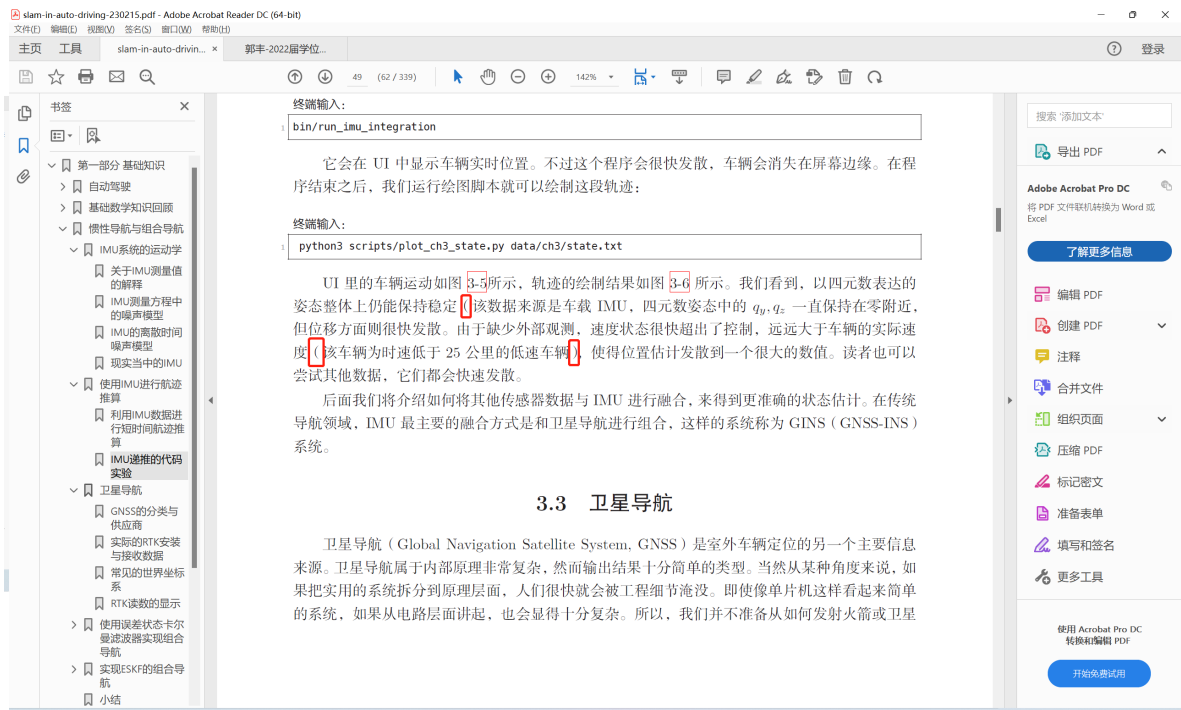 slam-in-auto-driving-230215.pdf - Adobe Acrobat Reader DC (64-bit)
文件(F) 编辑(E) 视图(V) 签名(S) 窗口(W) 帮助(H)
主页 工具 slam-in-auto-drivin... × 郭丰-2022届学位... 登录
49 (62 / 339) 142%
书签
第一部分 基础知识
自动驾驶
基础数学知识回顾
惯性导航与组合导航
IMU系统的运动学
关于IMU测量值
的解释
IMU测量方程中
的噪声模型
IMU的离散时间
噪声模型
现实当中的IMU
使用IMU进行航迹
推算
利用IMU数据进
行短时间航迹推
算
IMU递推的代码
实验
卫星导航
GNSS的分类与
供应商
实际的RTK安装
与接收数据
常见的世界坐标
系
RTK读数的显示
使用误差状态卡尔
曼滤波器实现组合
导航
实现ESKF的组合导
航
小结
终端输入：
1 bin/run_imu_integration
它会在 UI 中显示车辆实时位置。不过这个程序会很快发散，车辆会消失在屏幕边缘。在程
序结束之后，我们运行绘图脚本就可以绘制这段轨迹：
终端输入：
1 python3 scripts/plot_ch3_state.py data/ch3/state.txt
UI 里的车辆运动如图 3-5所示，轨迹的绘制结果如图 3-6 所示。我们看到，以四元数表达的
姿态整体上仍能保持稳定（该数据来源是车载 IMU，四元数姿态中的 qy, qz 一直保持在零附近，
但位移方面则很快发散。由于缺少外部观测，速度状态很快超出了控制，远远大于车辆的实际速
度（该车辆为时速低于 25 公里的低速车辆），使得位置估计发散到一个很大的数值。读者也可以
尝试其他数据，它们都会快速发散。
后面我们将介绍如何将其他传感器数据与 IMU 进行融合，来得到更准确的状态估计。在传统
导航领域，IMU 最主要的融合方式是和卫星导航进行组合，这样的系统称为 GINS（GNSS-INS）
系统。
3.3 卫星导航
卫星导航（Global Navigation Satellite System, GNSS）是室外车辆定位的另一个主要信息
来源。卫星导航属于内部原理非常复杂，然而输出结果十分简单的类型。当然从某种角度来说，如
果把实用的系统拆分到原理层面，人们很快就会被工程细节淹没。即使像单片机这样看起来简单
的系统，如果从电路层面讲起，也会显得十分复杂。所以，我们并不准备从如何发射火箭或卫星
搜索 '添加文本'
导出 PDF
Adobe Acrobat Pro DC
将 PDF 文件联机转换为 Word 或
Excel
了解更多信息
编辑 PDF
创建 PDF
注释
合并文件
组织页面
压缩 PDF
标记密文
准备表单
填写和签名
更多工具
使用 Acrobat Pro DC
转换和编辑 PDF
开始免费试用